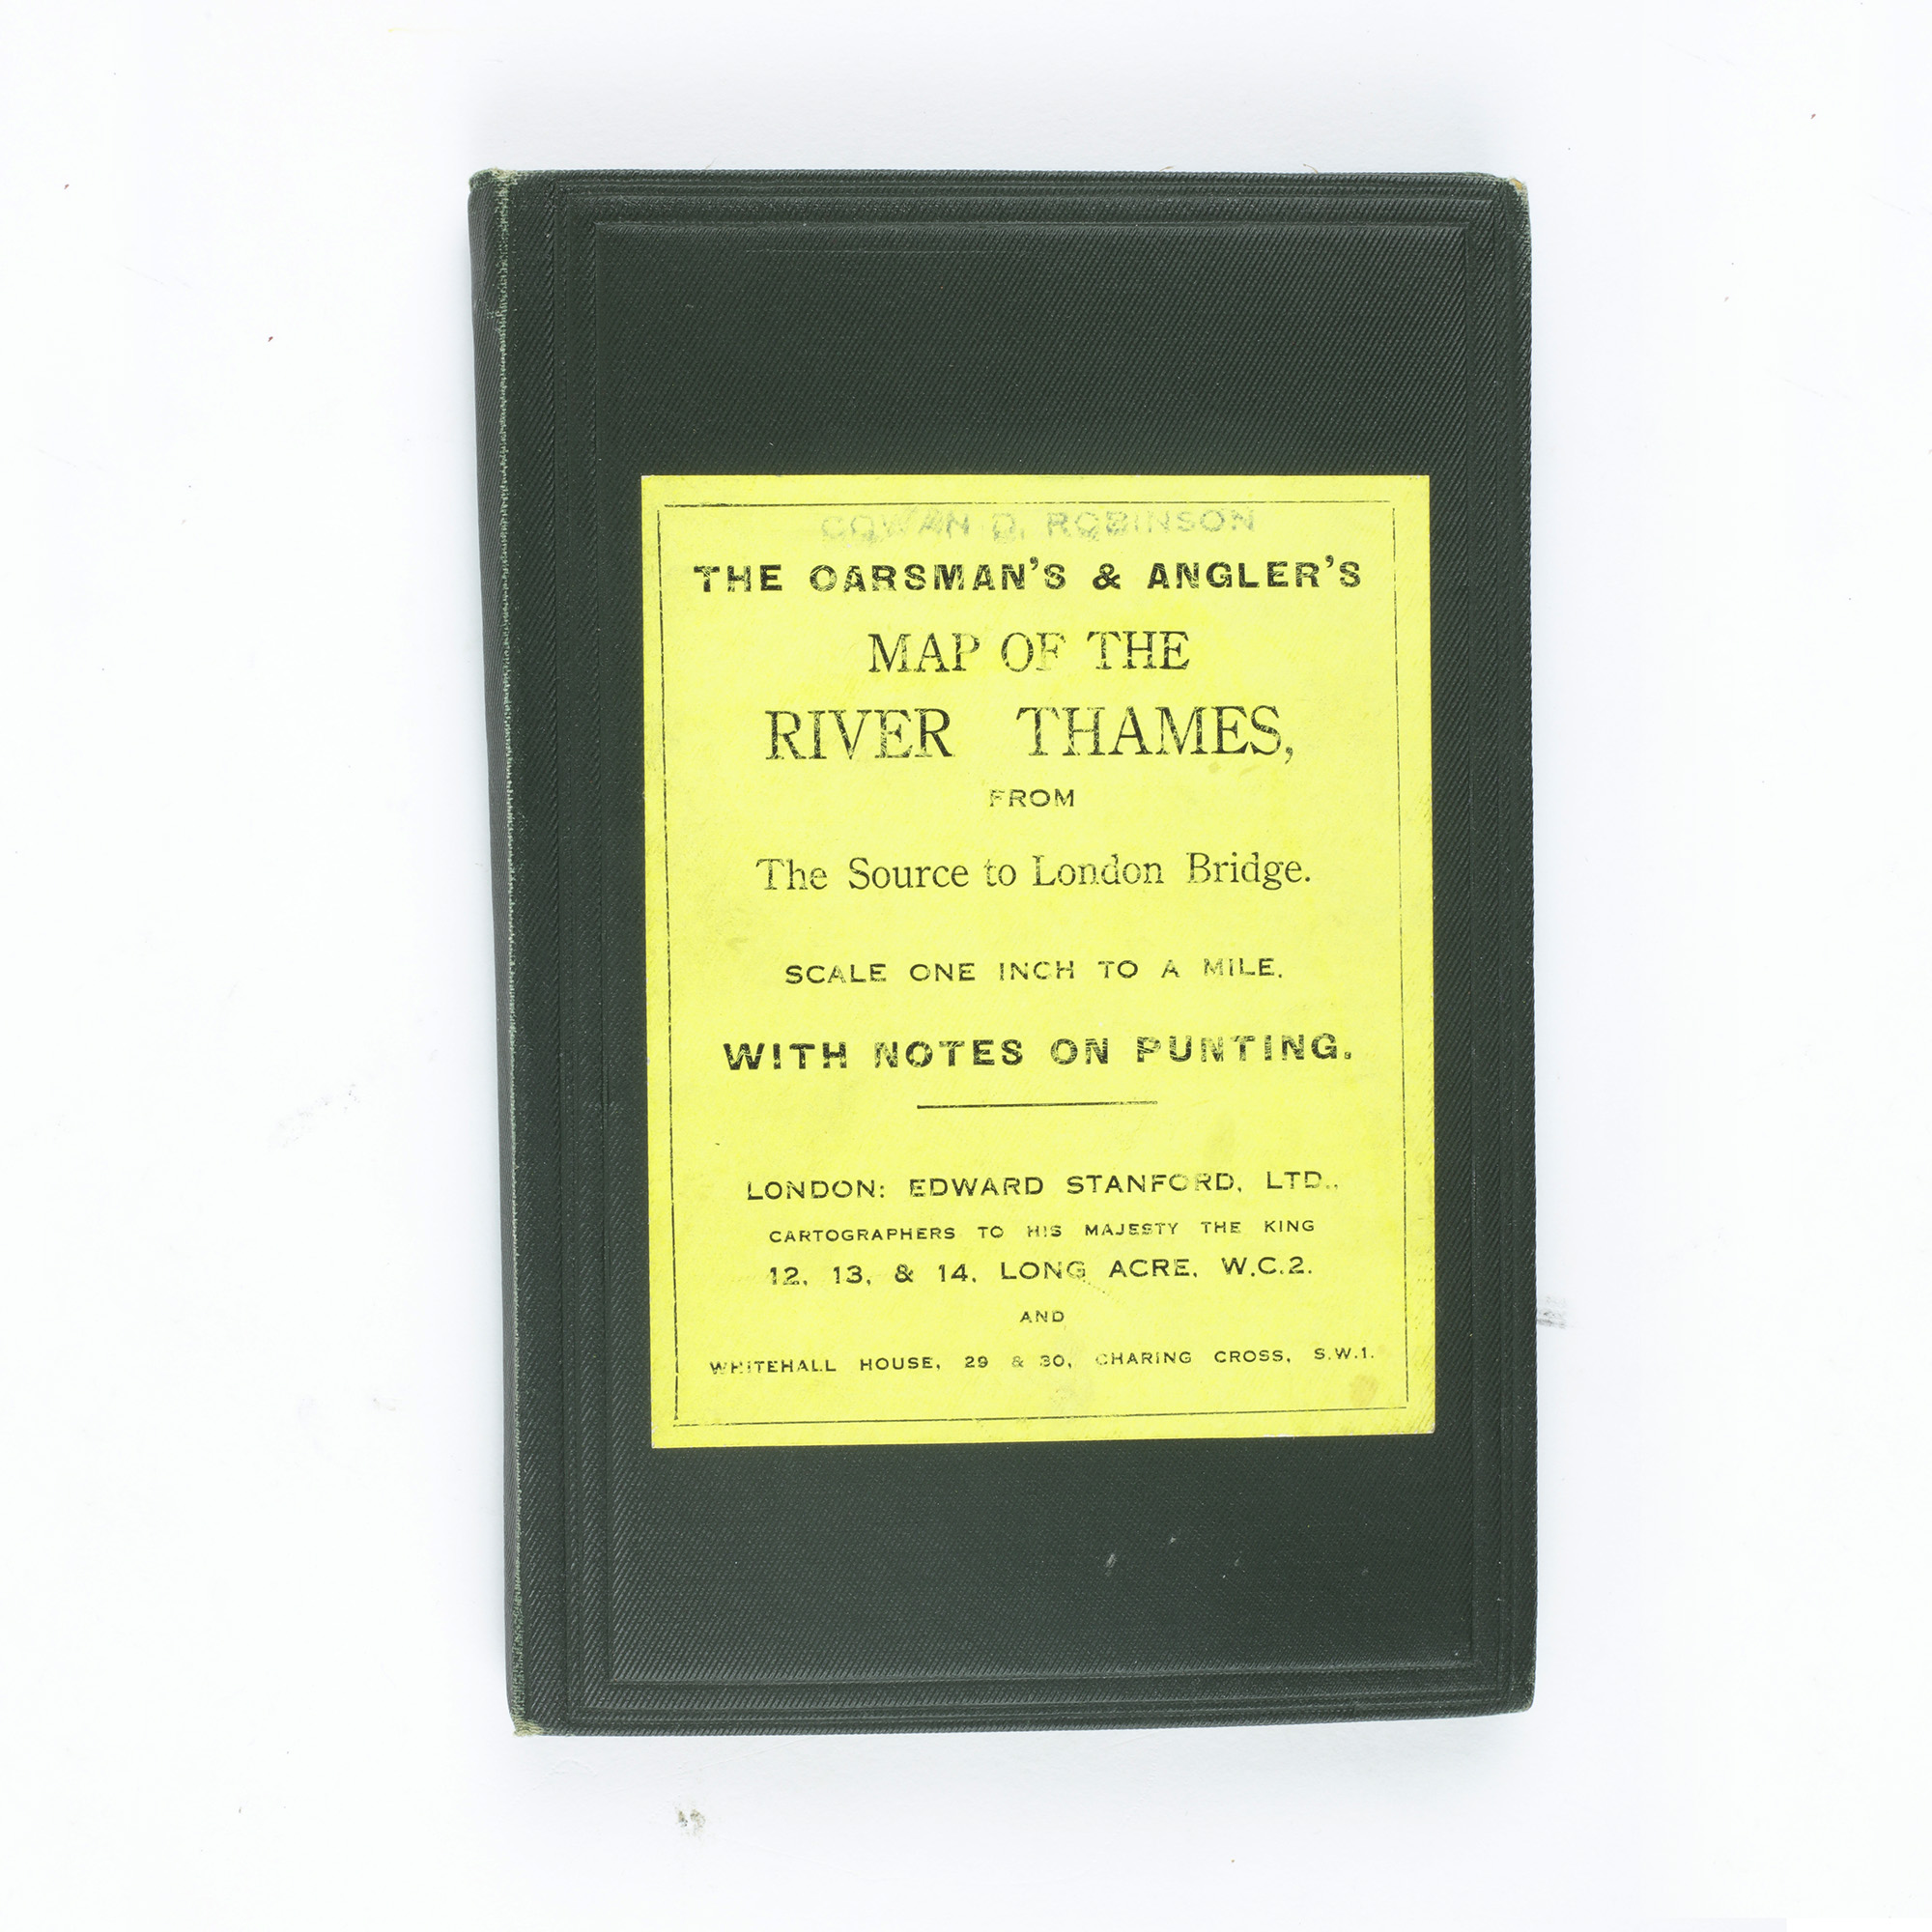 COWAN D. ROBINSON
THE OARSMAN'S & ANGLER'S
MAP OF THE
RIVER THAMES,
FROM
The Source to London Bridge.
SCALE ONE INCH TO A MILE.
WITH NOTES ON PUNTING.
LONDON: EDWARD STANFORD, LTD.,
CARTOGRAPHERS TO HIS MAJESTY THE KING
12, 13, & 14, LONG ACRE, W.C.2.
AND
WHITEHALL HOUSE, 29 & 30, CHARING CROSS, S.W.1.